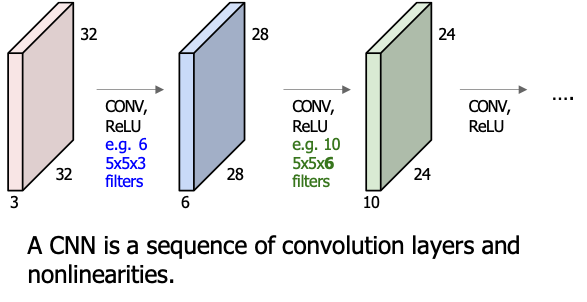 32
32
3
CONV,
ReLU
e.g. 6
5x5x3
filters
28
28
6
CONV,
ReLU
e.g. 10
5x5x6
filters
24
24
10
CONV,
ReLU
....
A CNN is a sequence of convolution layers and
nonlinearities.